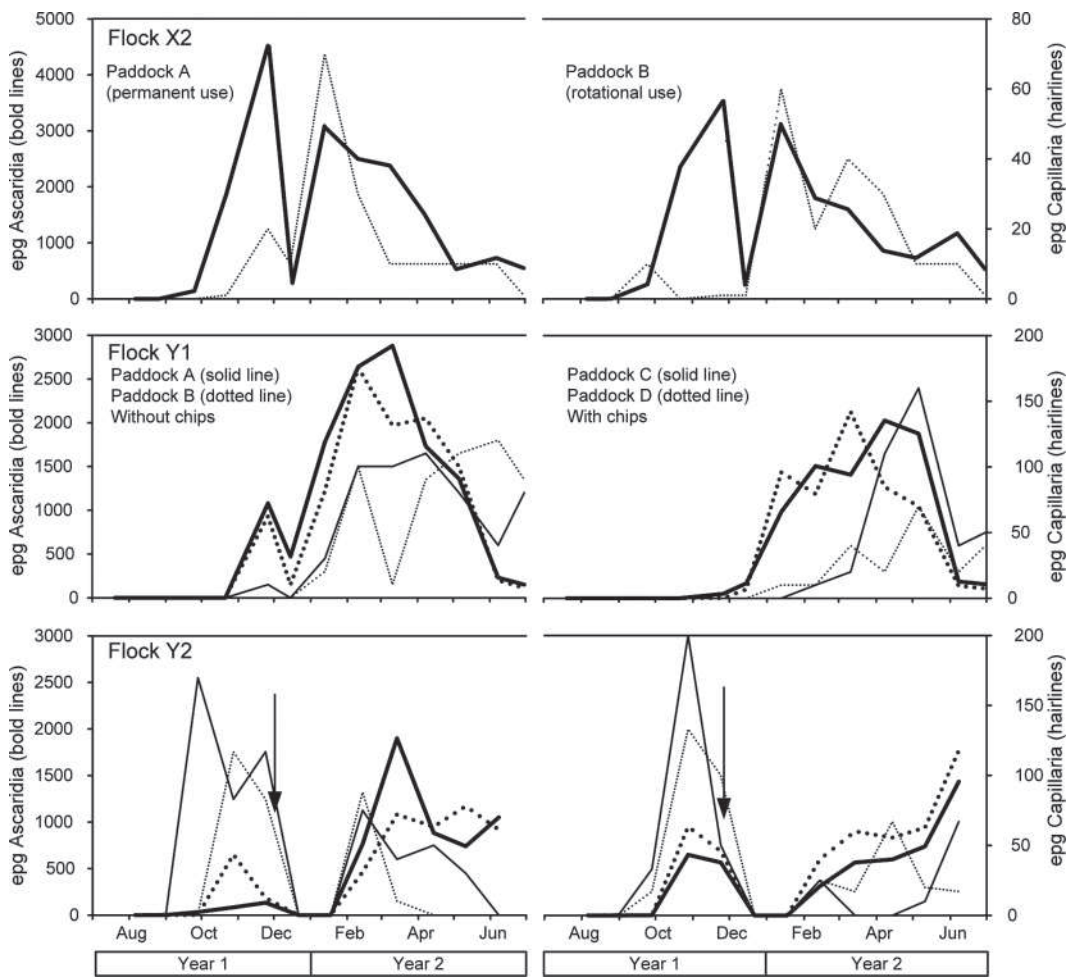 Flock X2
Paddock A
(permanent use)
Paddock B
(rotational use)
epg Ascaridia (bold lines)
5000
4000
3000
2000
1000
0
epg Capillaria (hairlines)
80
60
40
20
0
Flock Y1
Paddock A (solid line)
Paddock B (dotted line)
Without chips
Paddock C (solid line)
Paddock D (dotted line)
With chips
epg Ascaridia (bold lines)
3000
2500
2000
1500
1000
500
0
epg Capillaria (hairlines)
200
150
100
50
0
Flock Y2
epg Ascaridia (bold lines)
3000
2500
2000
1500
1000
500
0
epg Capillaria (hairlines)
200
150
100
50
0
Aug Oct Dec Feb Apr Jun
Aug Oct Dec Feb Apr Jun
Year 1 Year 2
Year 1 Year 2